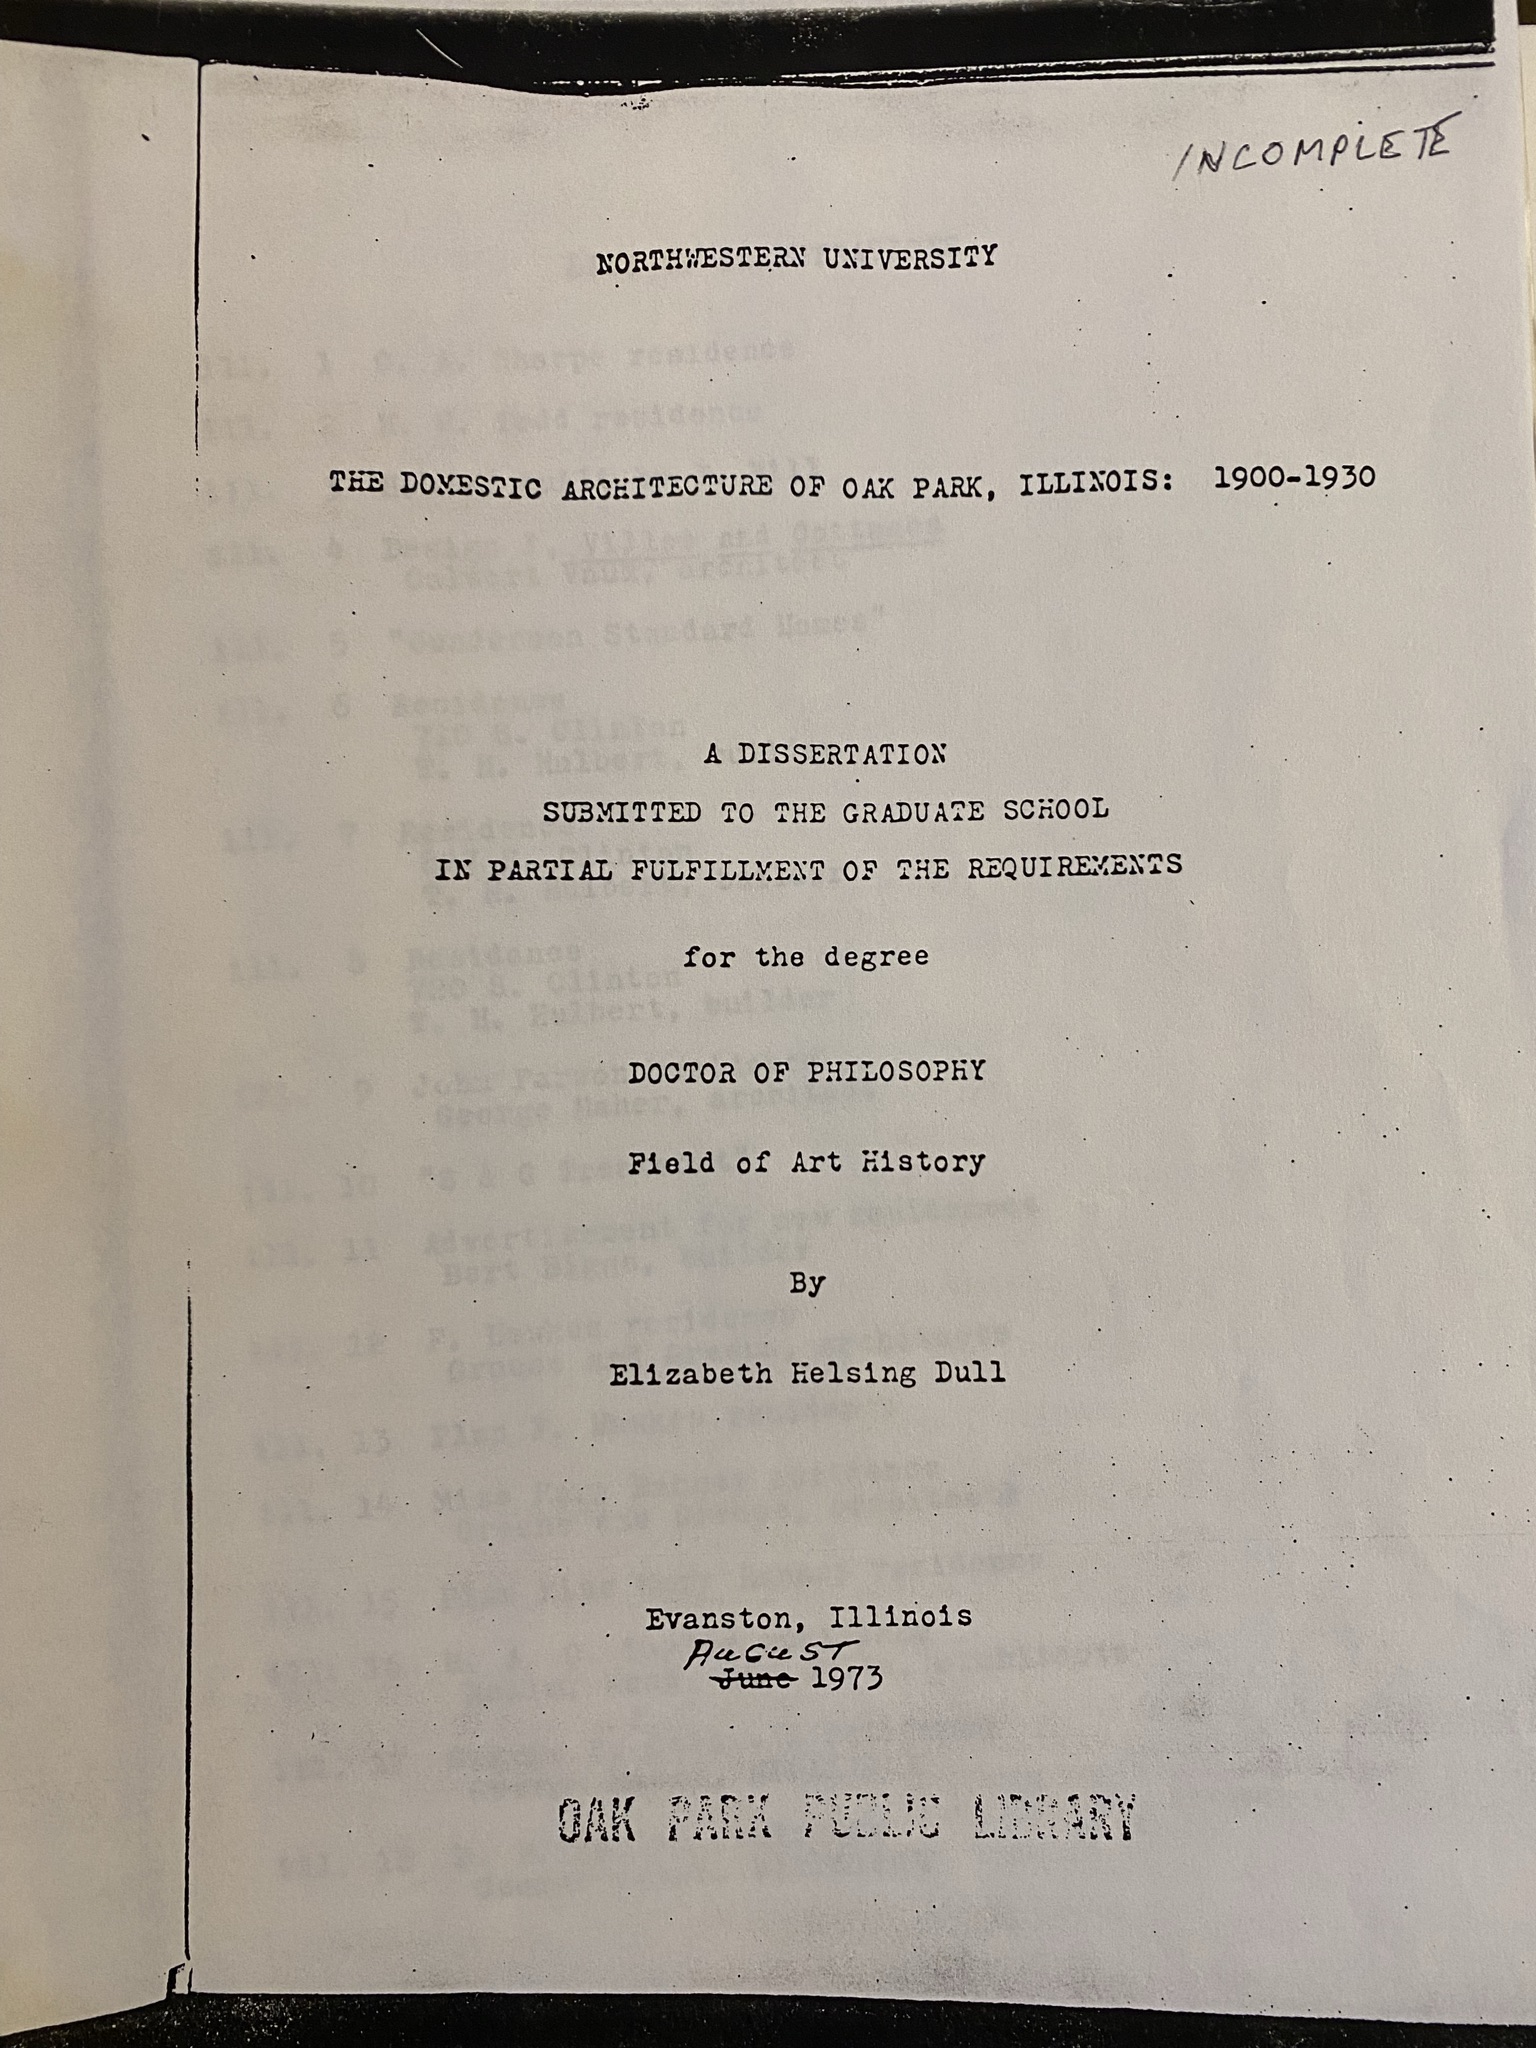 INCOMPLETE
NORTHWESTERN UNIVERSITY
THE DOMESTIC ARCHITECTURE OF OAK PARK, ILLINOIS: 1900-1930
A DISSERTATION
SUBMITTED TO THE GRADUATE SCHOOL
IN PARTIAL FULFILLMENT OF THE REQUIREMENTS
for the degree
DOCTOR OF PHILOSOPHY
Field of Art History
By
Elizabeth Helsing Dull
Evanston, Illinois
AUGUST
June 1973
OAK PARK PUBLIC LIBRARY